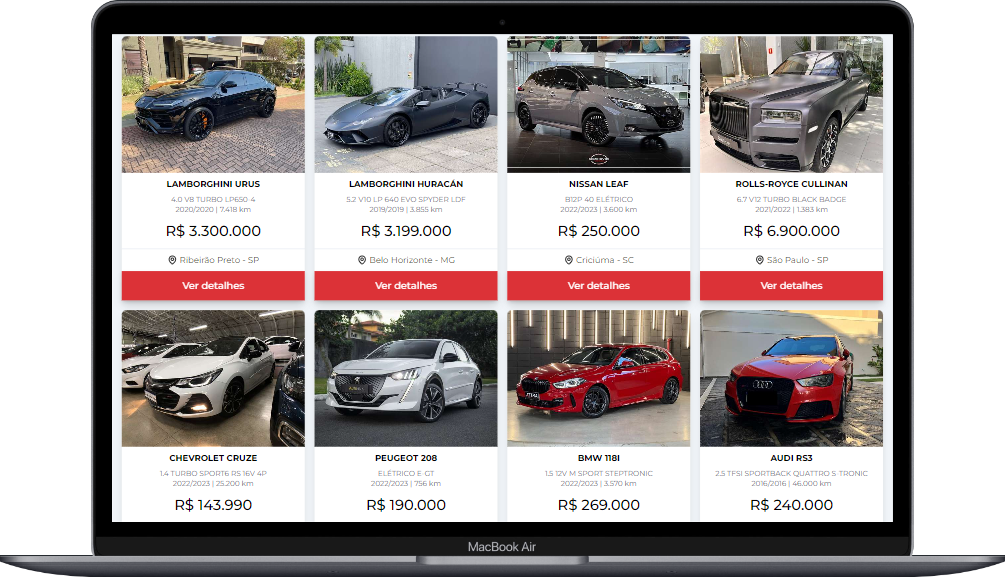 LAMBORGHINI URUS
4.0 V8 TURBO LP650-4
2020/2020 | 7.418 km
R$ 3.300.000
Ribeirão Preto - SP
Ver detalhes
LAMBORGHINI HURACÁN
5.2 V10 LP 640 EVO SPYDER LDF
2019/2019 | 3.855 km
R$ 3.199.000
Belo Horizonte - MG
Ver detalhes
NISSAN LEAF
B12P 40 ELÉTRICO
2022/2023 | 3.600 km
R$ 250.000
Criciúma - SC
Ver detalhes
ROLLS-ROYCE CULLINAN
6.7 V12 TURBO BLACK BADGE
2021/2022 | 1.383 km
R$ 6.900.000
São Paulo - SP
Ver detalhes
CHEVROLET CRUZE
1.4 TURBO SPORT6 RS 16V 4P
2022/2023 | 25.200 km
R$ 143.990
PEUGEOT 208
ELÉTRICO E-GT
2022/2023 | 756 km
R$ 190.000
BMW 118I
1.5 12V M SPORT STEPTRONIC
2022/2023 | 3.570 km
R$ 269.000
AUDI RS3
2.5 TFSI SPORTBACK QUATTRO S-TRONIC
2016/2016 | 46.000 km
R$ 240.000
MacBook Air